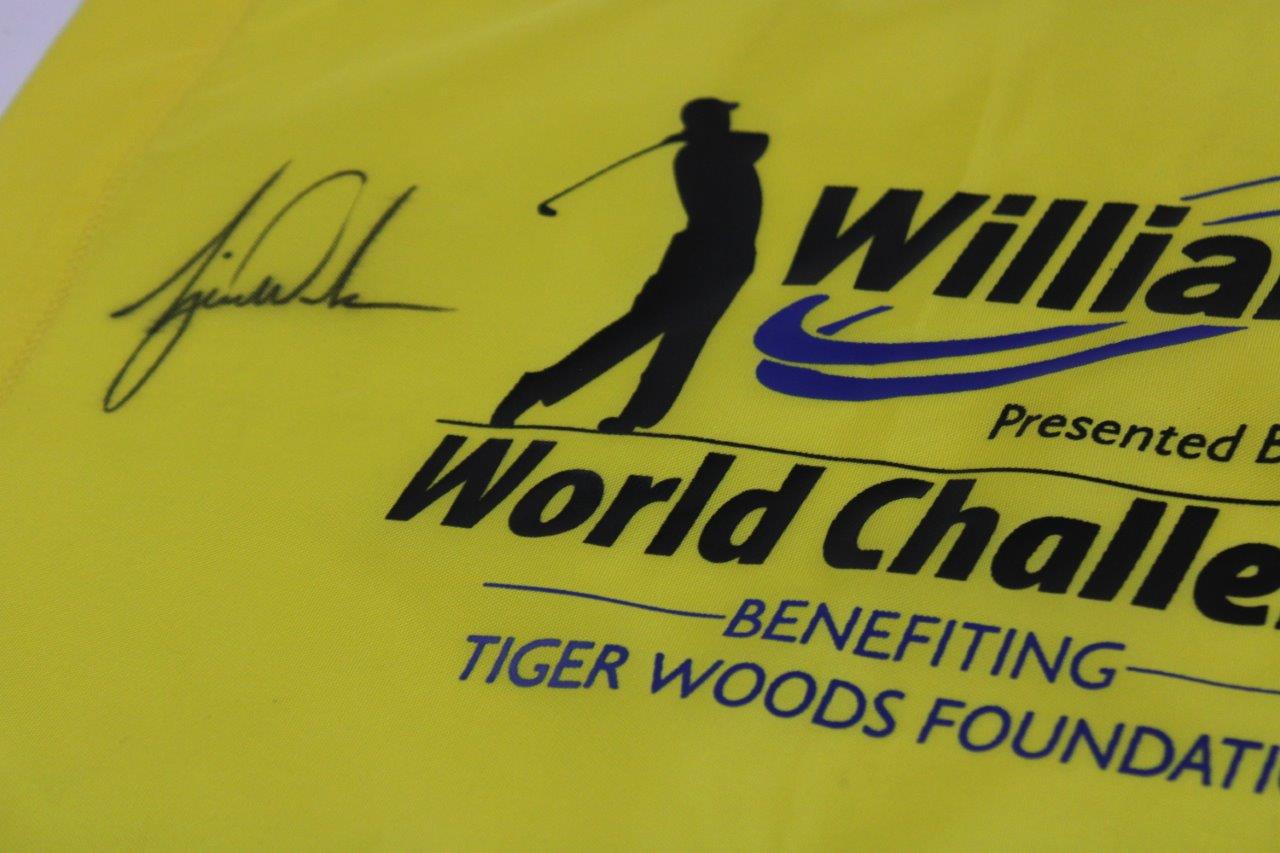 Willia
Presented B
World Challe
BENEFITING
TIGER WOODS FOUNDATI